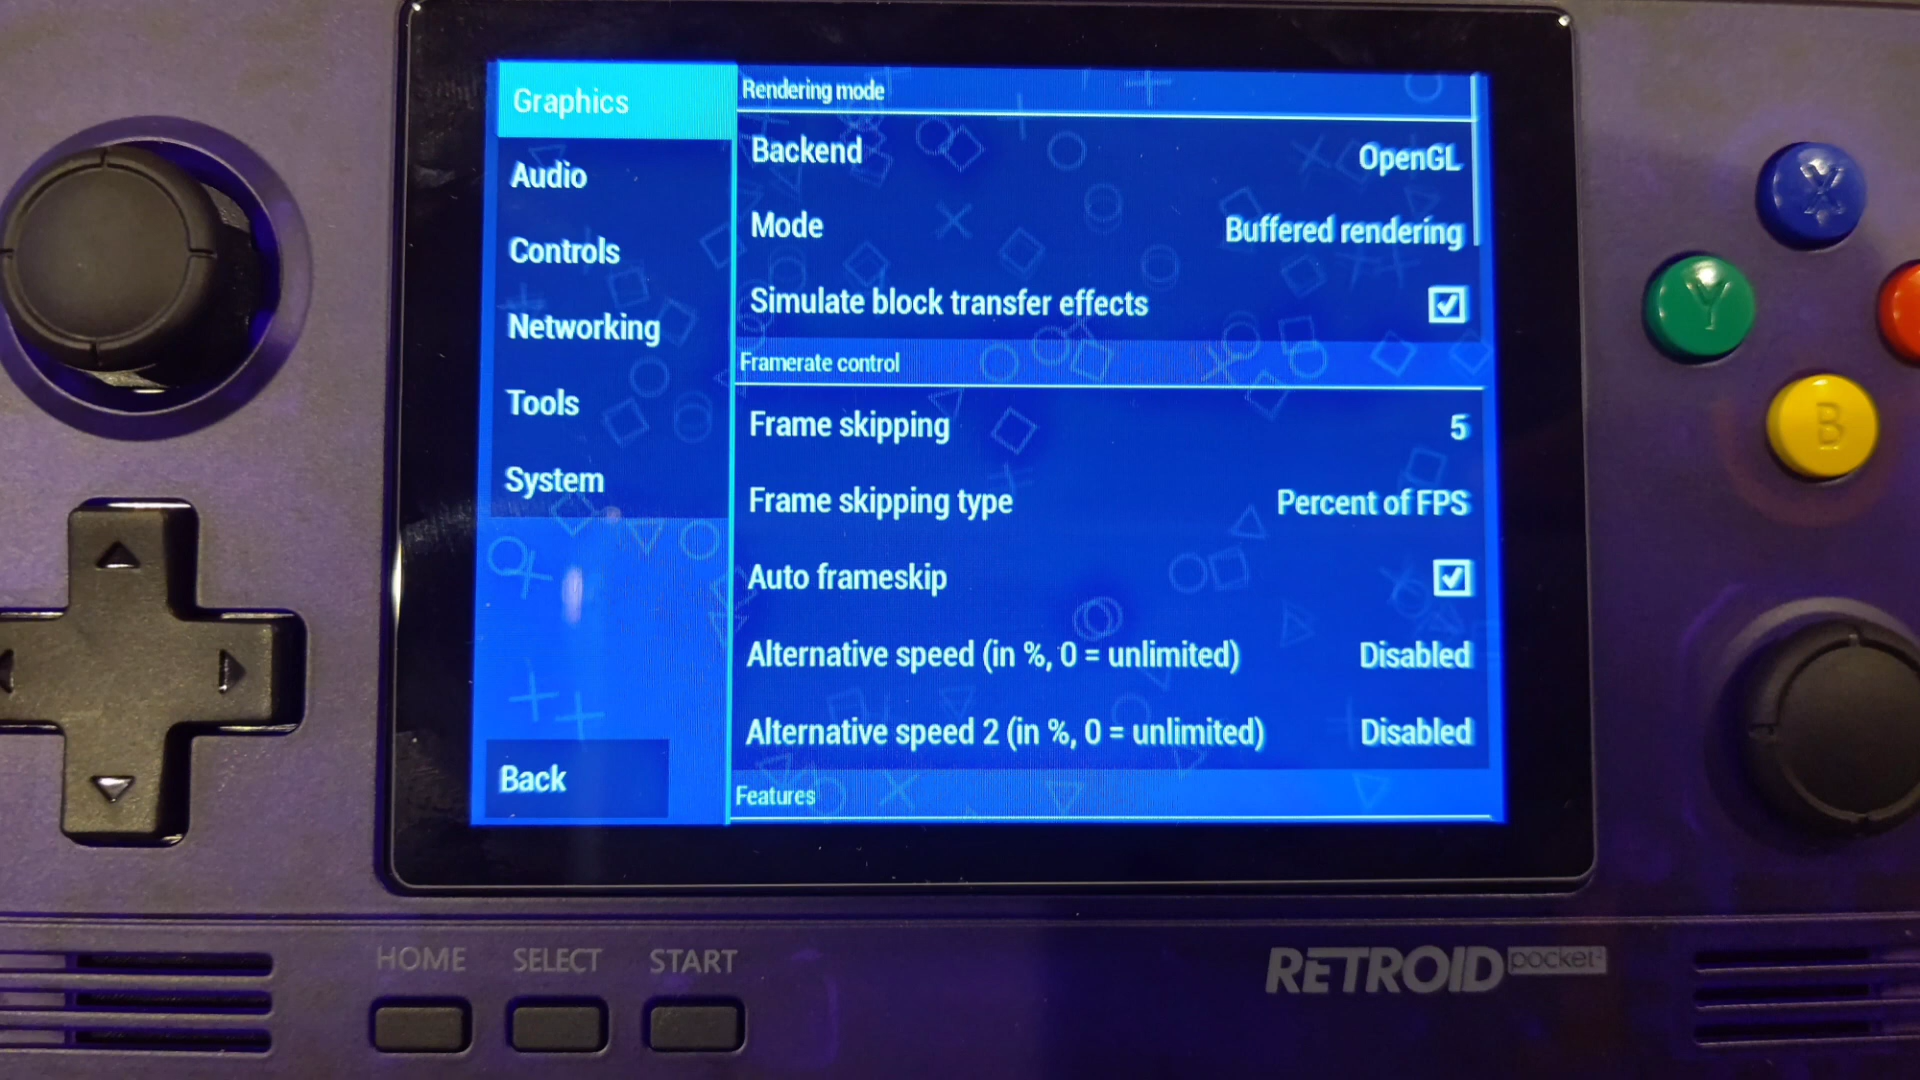 Graphics
Audio
Controls
Networking
Tools
System
Back
Rendering mode
Backend OpenGL
Mode Buffered rendering
Simulate block transfer effects
Framerate control
Frame skipping 5
Frame skipping type Percent of FPS
Auto frameskip
Alternative speed (in %, 0 = unlimited) Disabled
Alternative speed 2 (in %, 0 = unlimited) Disabled
Features
X
Y
B
HOME SELECT START
RETROID pocket